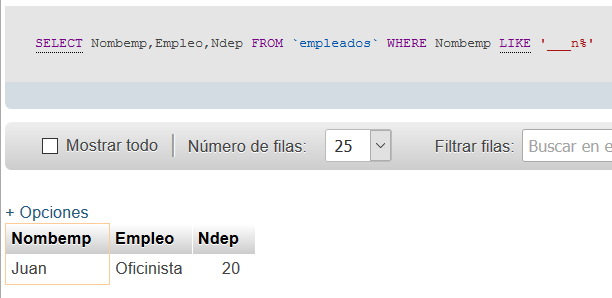 SELECT Nombemp,Empleo,Ndep FROM `empleados` WHERE Nombemp LIKE '___n%'
Mostrar todo Número de filas: 25 Filtrar filas: Buscar en e
+ Opciones
Nombemp Empleo Ndep
Juan Oficinista 20